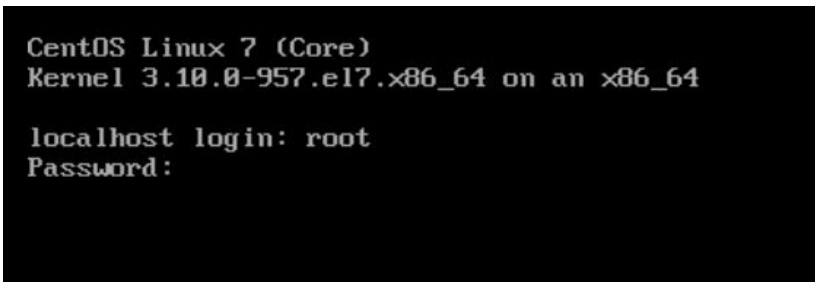 CentOS Linux 7 (Core)
Kernel 3.10.0-957.el7.x86_64 on an x86_64
localhost login: root
Password: